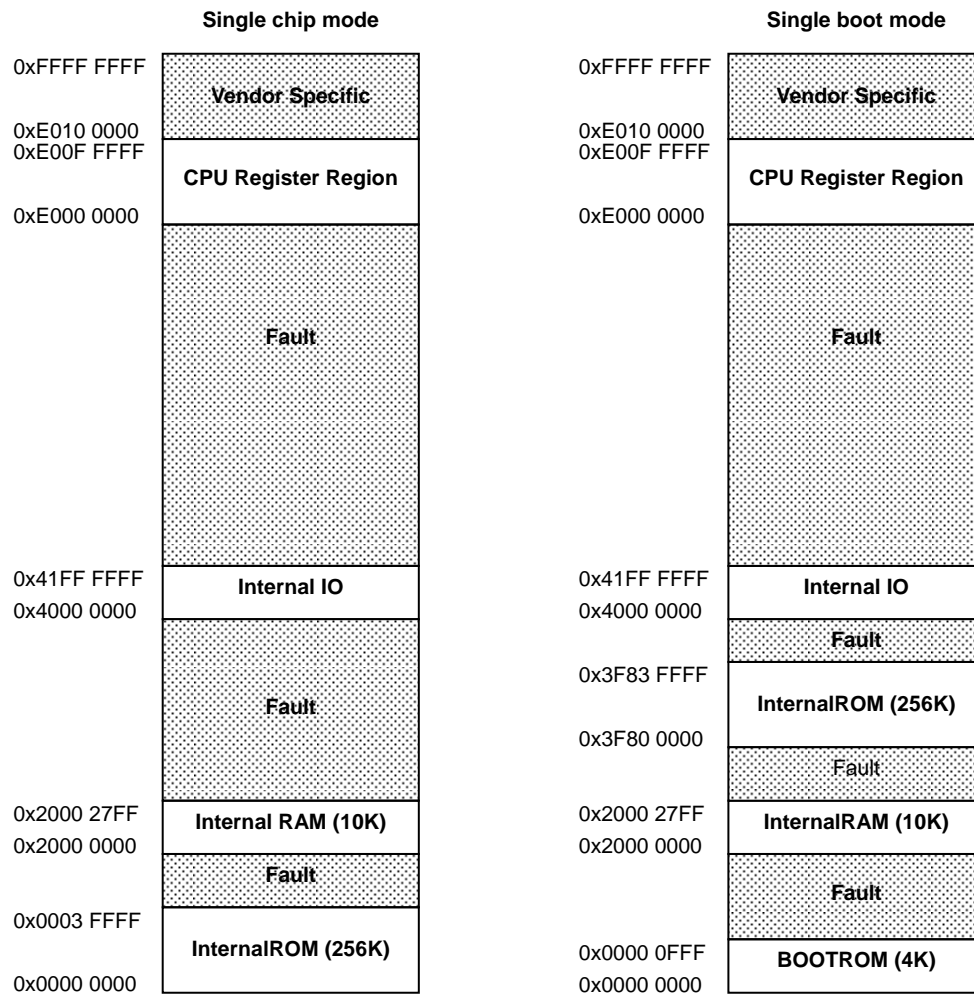 Single chip mode
0xFFFF FFFF
Vendor Specific
0xE010 0000
0xE00F FFFF
CPU Register Region
0xE000 0000
Fault
0x41FF FFFF
Internal IO
0x4000 0000
Fault
0x2000 27FF
Internal RAM (10K)
0x2000 0000
Fault
0x0003 FFFF
InternalROM (256K)
0x0000 0000
Single boot mode
0xFFFF FFFF
Vendor Specific
0xE010 0000
0xE00F FFFF
CPU Register Region
0xE000 0000
Fault
0x41FF FFFF
Internal IO
0x4000 0000
Fault
0x3F83 FFFF
InternalROM (256K)
0x3F80 0000
Fault
0x2000 27FF
InternalRAM (10K)
0x2000 0000
Fault
0x0000 0FFF
BOOTROM (4K)
0x0000 0000